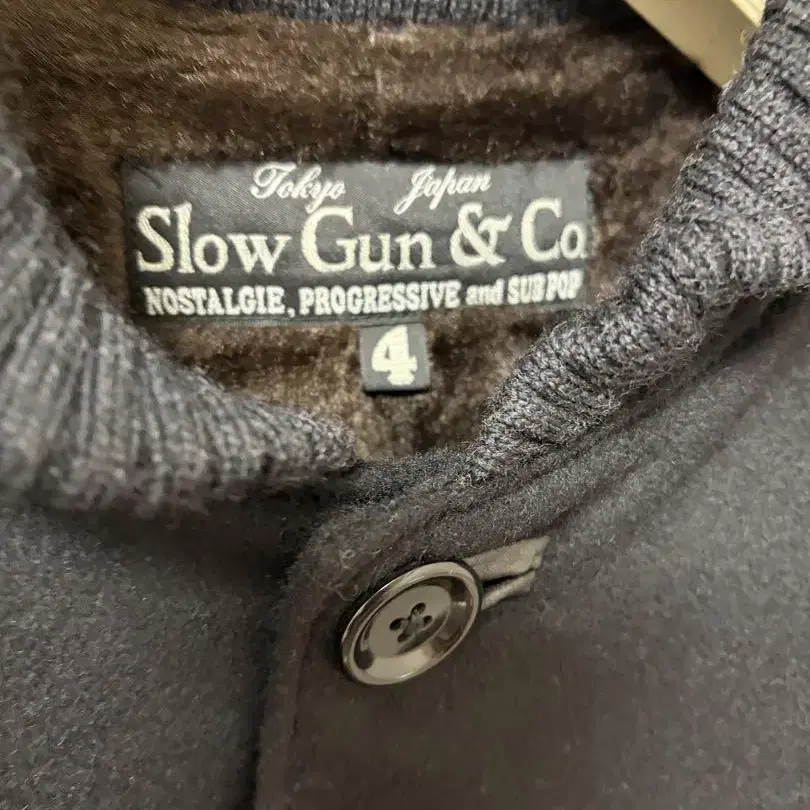 Tokyo Japan
Slow Gun & Co
NOSTALGIE, PROGRESSIVE and SUB POP
4